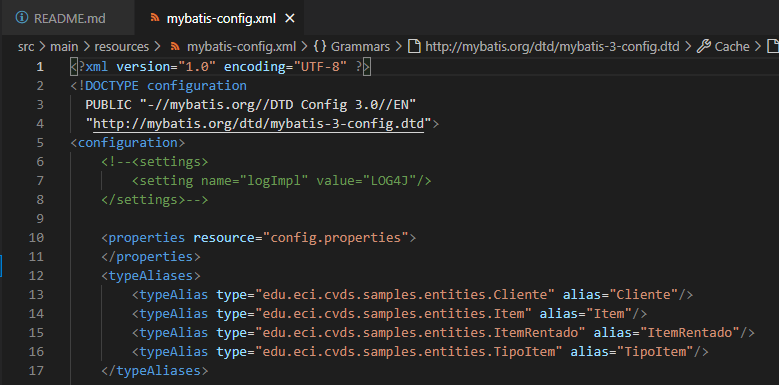 README.md mybatis-config.xml
src > main > resources > mybatis-config.xml > {} Grammars > http://mybatis.org/dtd/mybatis-3-config.dtd > Cache >
1 <?xml version="1.0" encoding="UTF-8" ?>
2 <!DOCTYPE configuration
3 PUBLIC "-//mybatis.org//DTD Config 3.0//EN"
4 "http://mybatis.org/dtd/mybatis-3-config.dtd">
5 <configuration>
6 <!--<settings>
7 <setting name="logImpl" value="LOG4J"/>
8 </settings>-->
9
10 <properties resource="config.properties">
11 </properties>
12 <typeAliases>
13 <typeAlias type="edu.eci.cvds.samples.entities.Cliente" alias="Cliente"/>
14 <typeAlias type="edu.eci.cvds.samples.entities.Item" alias="Item"/>
15 <typeAlias type="edu.eci.cvds.samples.entities.ItemRentado" alias="ItemRentado"/>
16 <typeAlias type="edu.eci.cvds.samples.entities.TipoItem" alias="TipoItem"/>
17 </typeAliases>